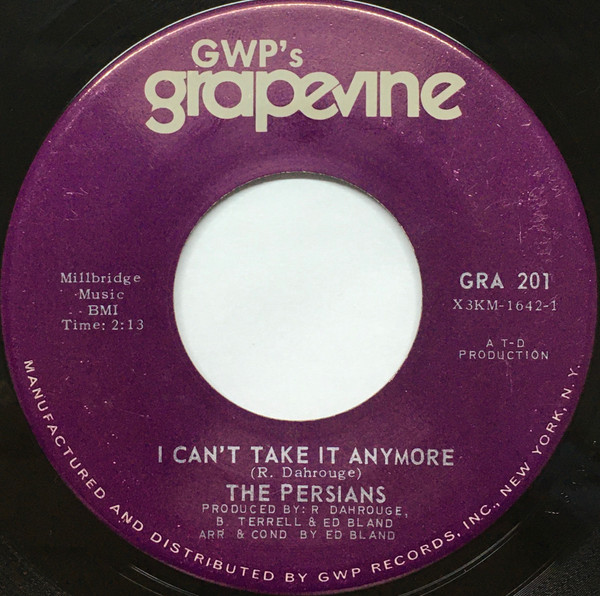 GWP's
grapevine
Millbridge
Music
BMI
Time: 2:13
GRA 201
X3KM-1642-1
A T-D
PRODUCTION
I CAN'T TAKE IT ANYMORE
(R. Dahrouge)
THE PERSIANS
PRODUCED BY: R DAHROUGE,
B. TERRELL & ED BLAND
ARR & COND BY ED BLAND
MANUFACTURED AND DISTRIBUTED BY GWP RECORDS, INC., NEW YORK, N.Y.